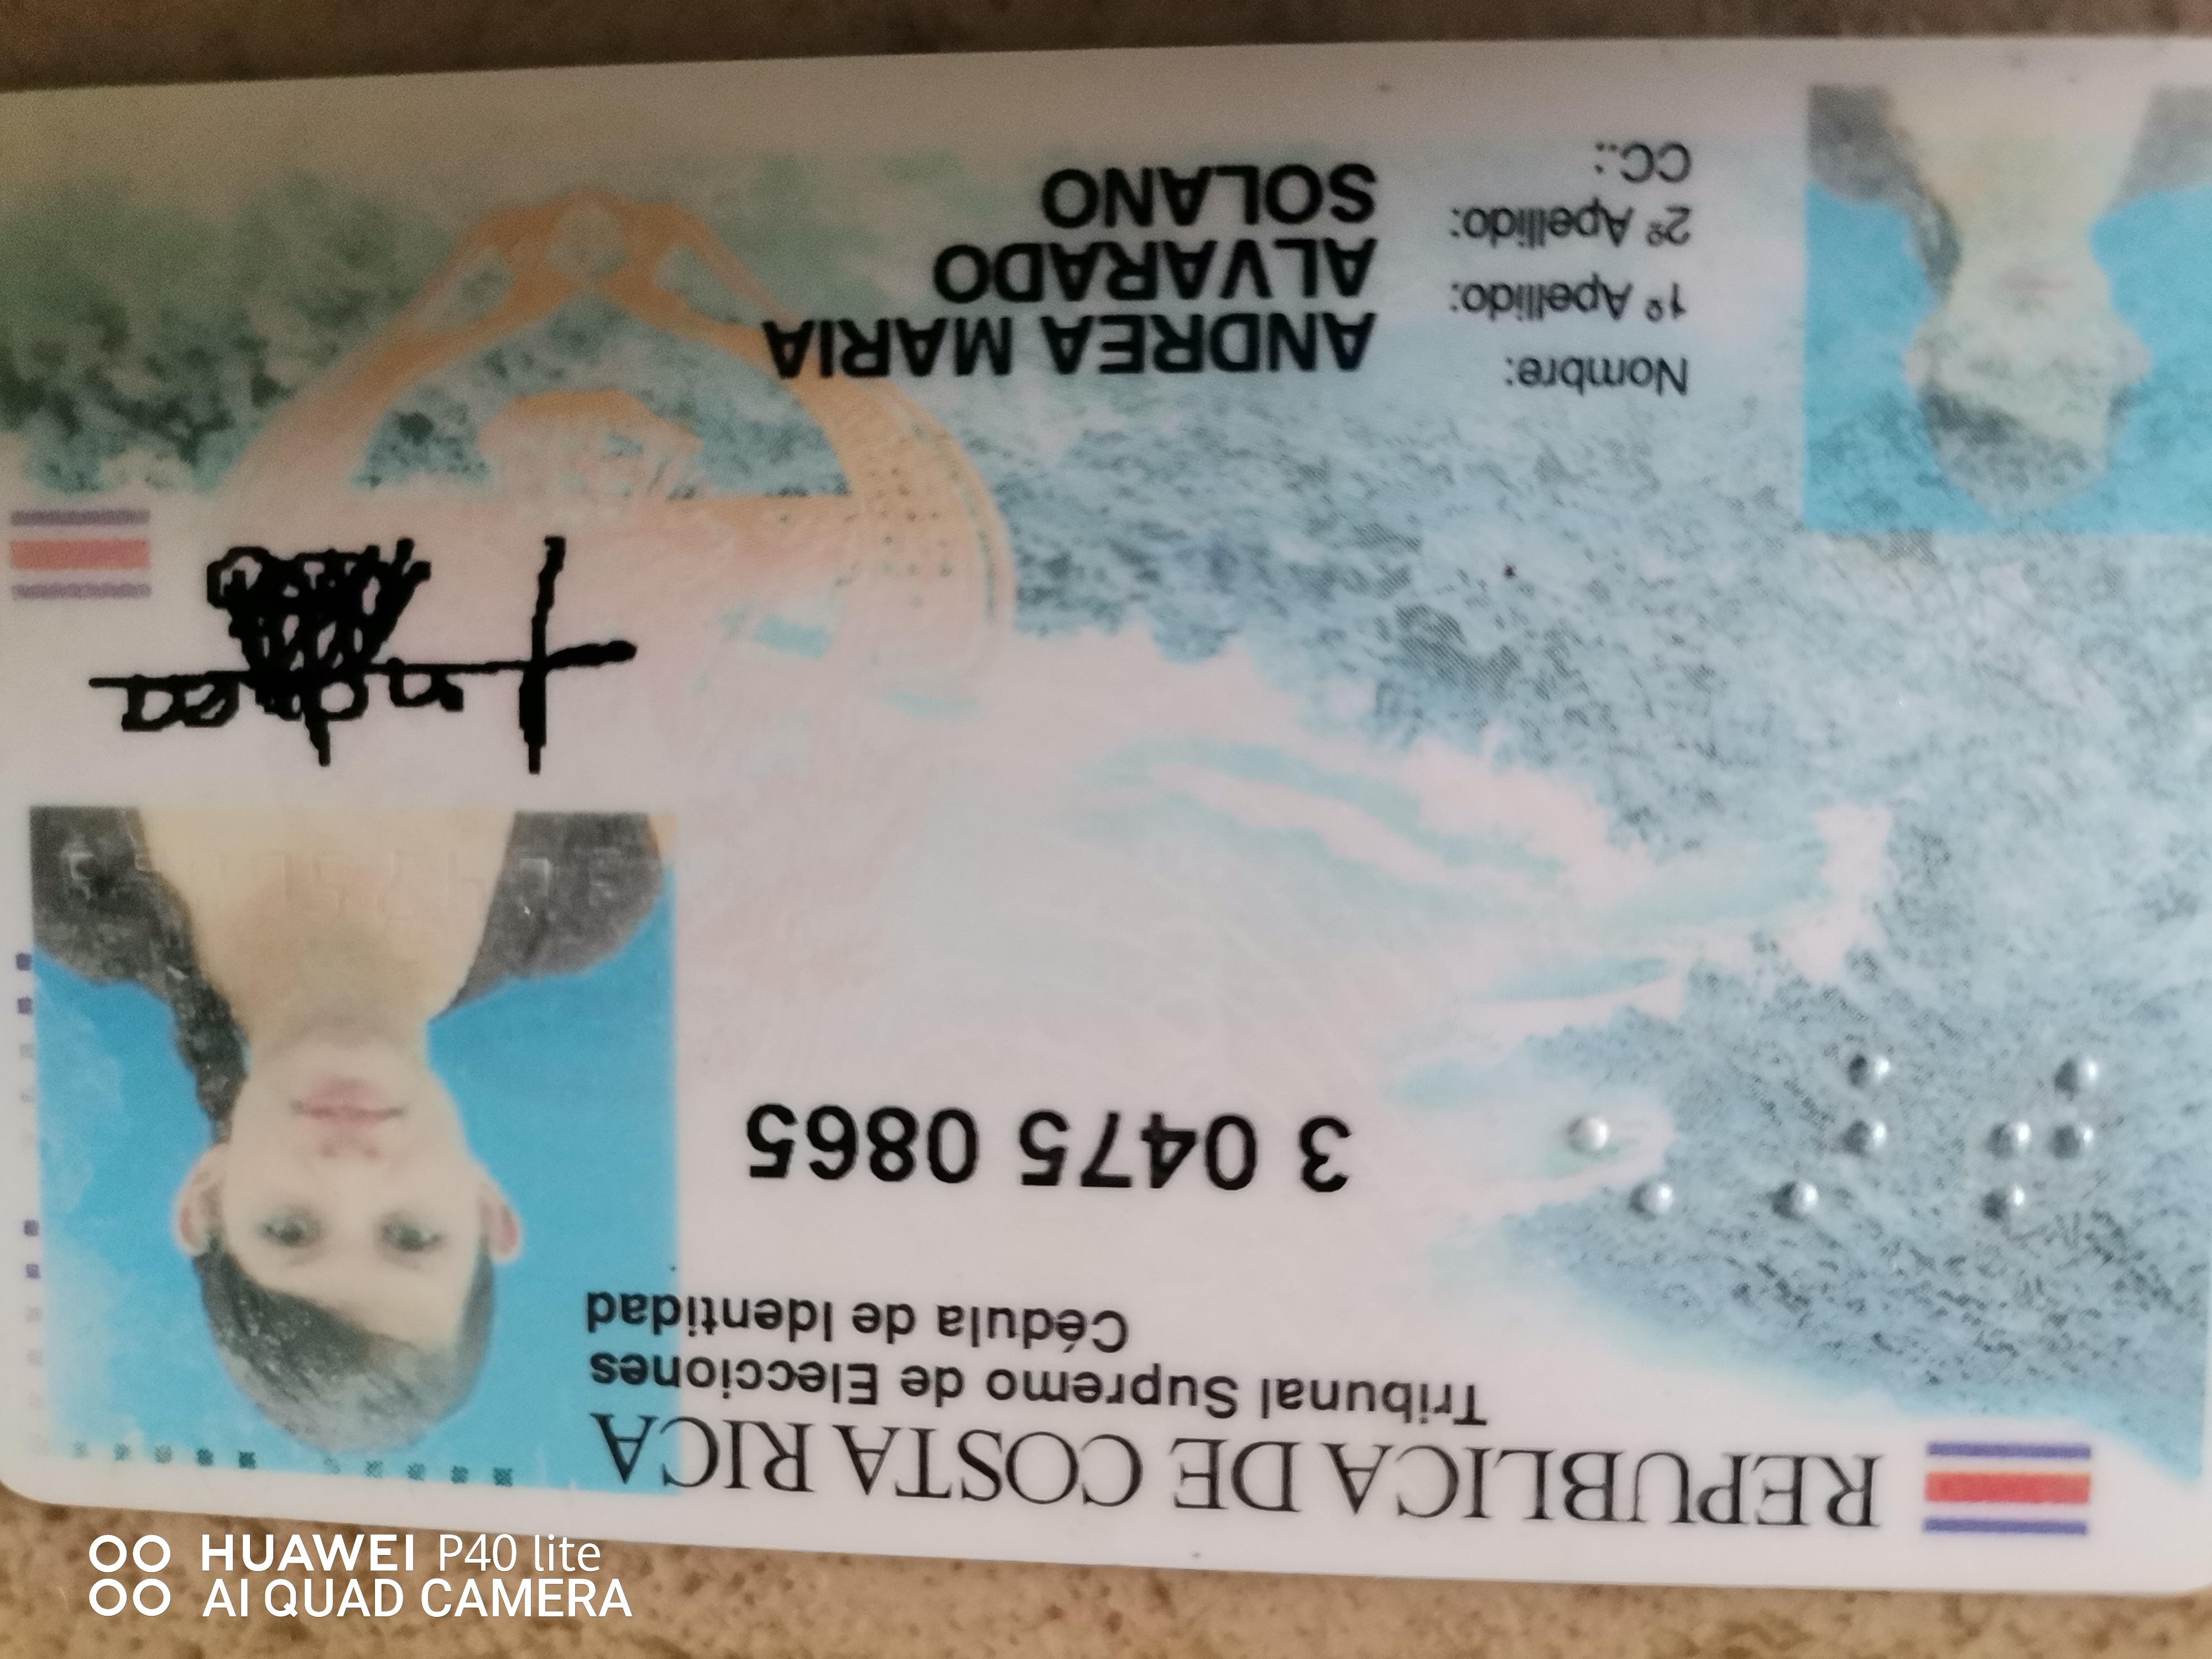 REPUBLICA DE COSTA RICA
Tribunal Supremo de Elecciones
Cédula de Identidad
3 0475 0865
Nombre: ANDREA MARIA
1º Apellido: ALVARADO
2º Apellido: SOLANO
CC.:
HUAWEI P40 lite
AI QUAD CAMERA